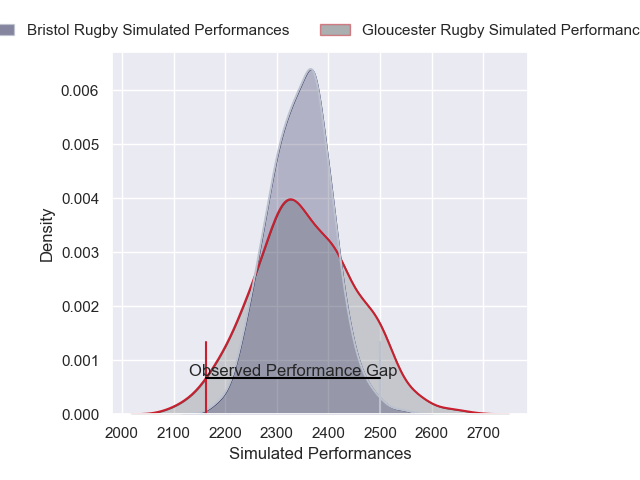 Bristol Rugby Simulated Performances
Gloucester Rugby Simulated Performanc
0.006
0.005
0.004
0.003
0.002
0.001
0.000
Density
Observed Performance Gap
2000 2100 2200 2300 2400 2500 2600 2700
Simulated Performances